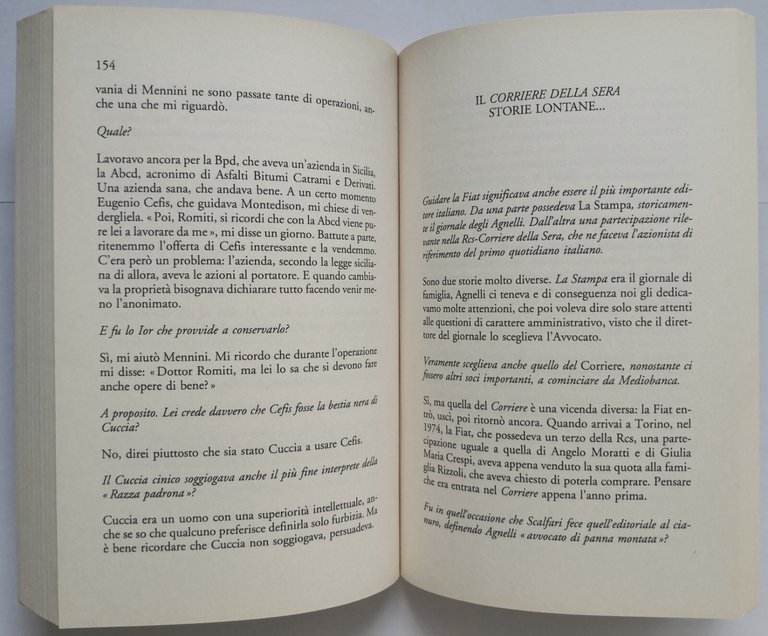 154
vania di Mennini ne sono passate tante di operazioni, an-
che una che mi riguardò.
Quale?
Lavoravo ancora per la Bpd, che aveva un'azienda in Sicilia,
la Abcd, acronimo di Asfalti Bitumi Catrami e Derivati.
Una azienda sana, che andava bene. A un certo momento
Eugenio Cefis, che guidava Montedison, mi chiese di ven-
dergliela. «Poi, Romiti, si ricordi che con la Abcd viene pu-
re lei a lavorare da me», mi disse un giorno. Battute a parte,
ritenemmo l'offerta di Cefis interessante e la vendemmo.
C'era però un problema: l'azienda, secondo la legge sicilia-
na di allora, aveva le azioni al portatore. E quando cambia-
va la proprietà bisognava dichiarare tutto facendo venir me-
no l'anonimato.
E fu lo Ior che provvide a conservarlo?
Sì, mi aiutò Mennini. Mi ricordo che durante l'operazione
mi disse: «Dottor Romiti, ma lei lo sa che si devono fare
anche opere di bene?»
A proposito. Lei crede davvero che Cefis fosse la bestia nera di
Cuccia?
No, direi piuttosto che sia stato Cuccia a usare Cefis.
Il Cuccia cinico soggiogava anche il più fine interprete della
«Razza padrona»?
Cuccia era un uomo con una superiorità intellettuale, an-
che se so che qualcuno preferisce definirla solo furbizia. Ma
è bene ricordare che Cuccia non soggiogava, persuadeva.
IL CORRIERE DELLA SERA
STORIE LONTANE...
Guidare la Fiat significava anche essere il più importante edi-
tore italiano. Da una parte possedeva La Stampa, storicamen-
te il giornale degli Agnelli. Dall'altra una partecipazione rile-
vante nella Rcs-Corriere della Sera, che ne faceva l'azionista di
riferimento del primo quotidiano italiano.
Sono due storie molto diverse. La Stampa era il giornale di
famiglia, Agnelli ci teneva e di conseguenza noi gli dedica-
vamo molte attenzioni, che poi voleva dire solo stare attenti
alle questioni di carattere amministrativo, visto che il diret-
tore del giornale lo sceglieva l'Avvocato.
Veramente sceglieva anche quello del Corriere, nonostante ci
fossero altri soci importanti, a cominciare da Mediobanca.
Sì, ma quella del Corriere è una vicenda diversa: la Fiat en-
trò, uscì, poi ritornò ancora. Quando arrivai a Torino, nel
1974, la Fiat, che possedeva un terzo della Rcs, una parte-
cipazione uguale a quella di Angelo Moratti e di Giulia
Maria Crespi, aveva appena venduto la sua quota alla fami-
glia Rizzoli, che aveva chiesto di poterla comprare. Pensare
che era entrata nel Corriere appena l'anno prima.
Fu in quell'occasione che Scalfari fece quell'editoriale al cia-
nuro, definendo Agnelli «avvocato di panna montata»?